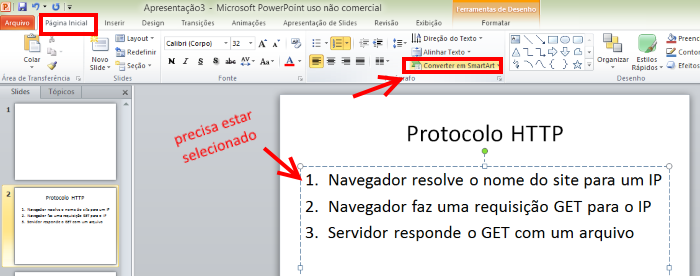 Apresentação3 - Microsoft PowerPoint uso não comercial
Ferramentas de Desenho
Arquivo Página Inicial Inserir Design Transições Animações Apresentação de Slides Revisão Exibição Formatar
Colar
Novo Slide
Layout
Redefinir
Seção
Calibri (Corpo) 32
N I S S abc AV Aa A
Direção do Texto
Alinhar Texto
Converter em SmartArt
Organizar
Estilos Rápidos
Área de Transferência Slides Fonte Parágrafo Desenho
Slides Tópicos
1
2
Protocolo HTTP
1. Navegador resolve o nome do site para um IP
2. Navegador faz uma requisição GET para o IP
3. Servidor responde o GET com um arquivo
3
precisa estar
selecionado
Protocolo HTTP
1. Navegador resolve o nome do site para um IP
2. Navegador faz uma requisição GET para o IP
3. Servidor responde o GET com um arquivo